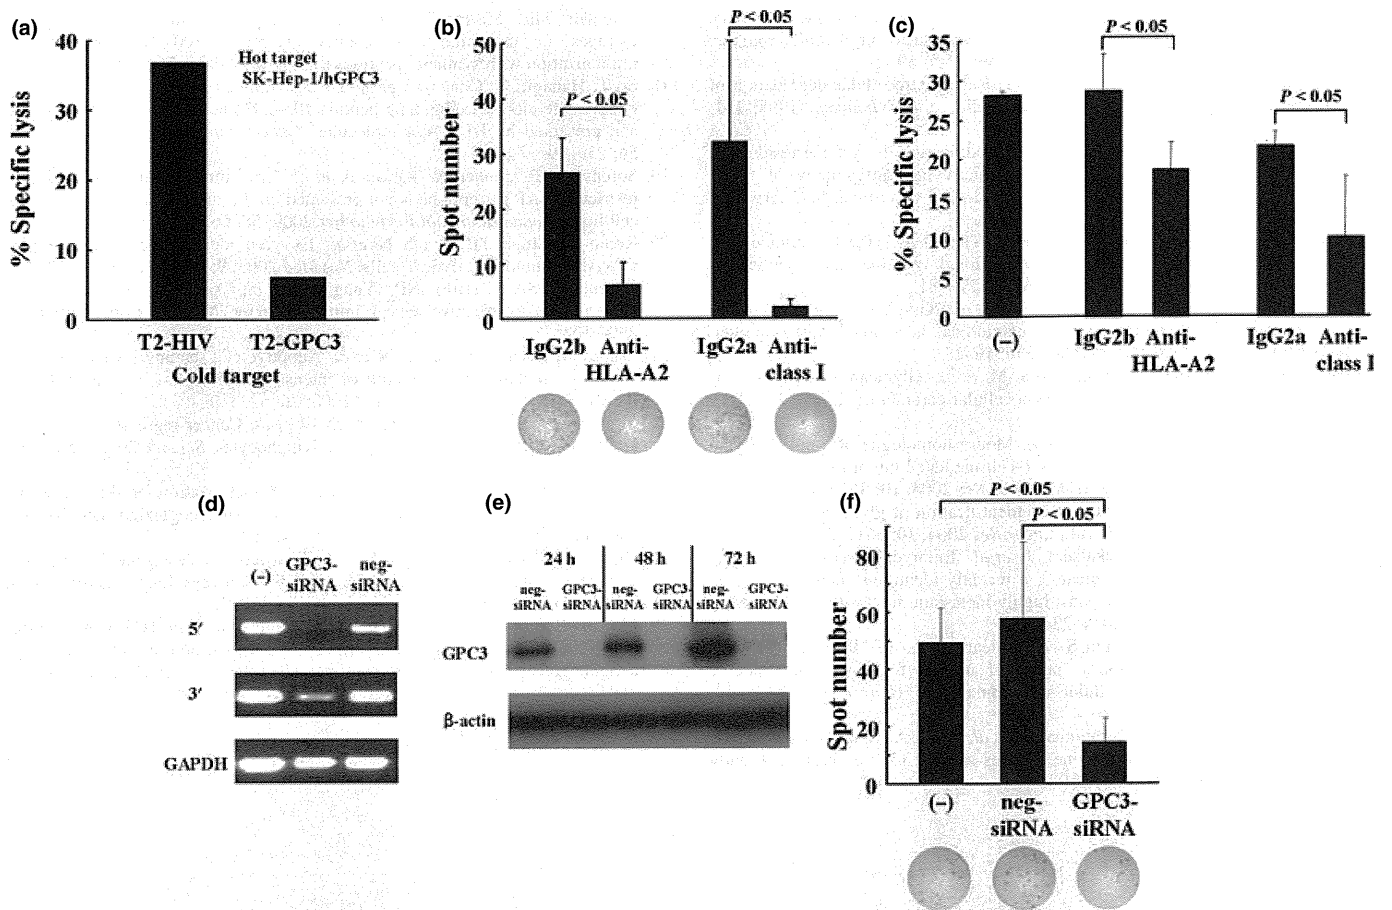 (a)
40
30
20
10
0
% Specific lysis
Hot target
SK-Hep-1/hGPC3
T2-HIV T2-GPC3
Cold target
(b)
50
40
30
20
10
0
Spot number
P < 0.05
P < 0.05
IgG2b Anti-HLA-A2
IgG2a Anti-class I
(c)
35
30
25
20
15
10
5
0
% Specific lysis
P < 0.05
P < 0.05
(–)
IgG2b Anti-HLA-A2
IgG2a Anti-class I
(d)
(–) GPC3-siRNA neg-siRNA
5′
3′
GAPDH
(e)
24 h 48 h 72 h
neg-siRNA GPC3-siRNA neg-siRNA GPC3-siRNA neg-siRNA GPC3-siRNA
GPC3
β-actin
(f)
P < 0.05
P < 0.05
80
60
40
20
0
Spot number
(–) neg-siRNA GPC3-siRNA